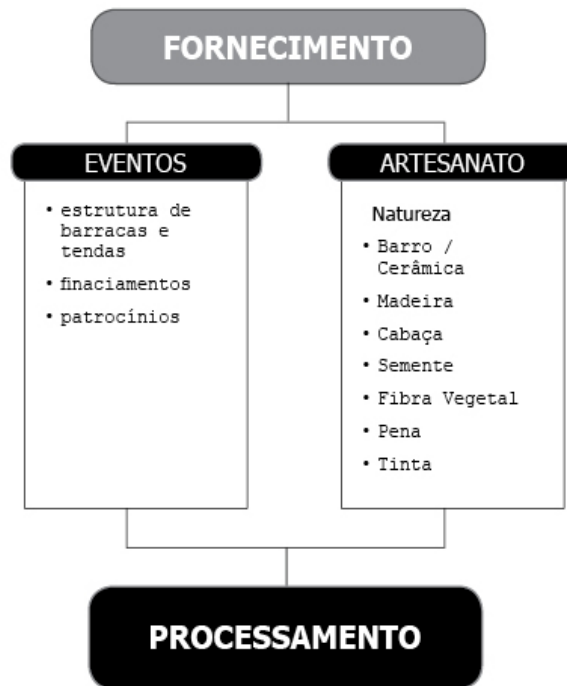 FORNECIMENTO
EVENTOS
• estrutura de
barracas e
tendas
• finaciamentos
• patrocínios
ARTESANATO
Natureza
• Barro /
Cerâmica
• Madeira
• Cabaça
• Semente
• Fibra Vegetal
• Pena
• Tinta
PROCESSAMENTO